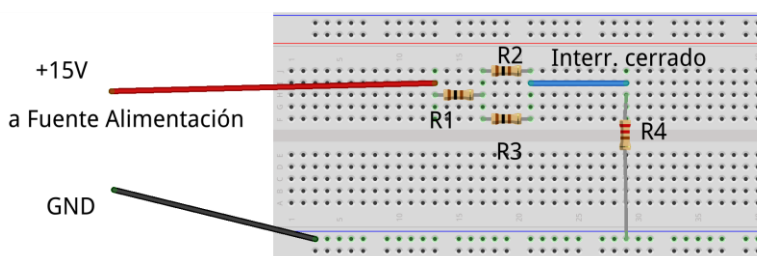 +15V
a Fuente Alimentación
GND
R1
R2
R3
Interr. cerrado
R4